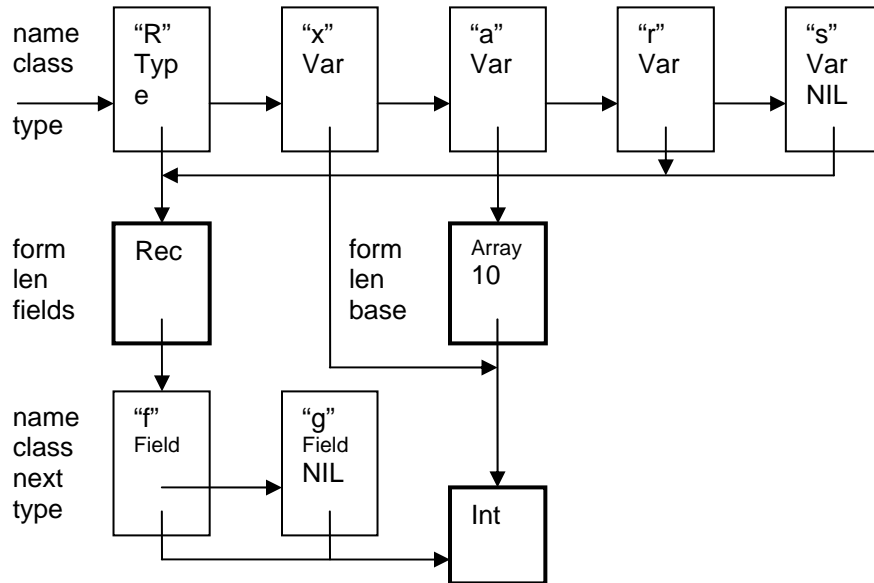 name
class
type
“R”
Typ
e
“x”
Var
“a”
Var
“r”
Var
“s”
Var
NIL
form
len
fields
Rec
form
len
base
Array
10
name
class
next
type
“f”
Field
“g”
Field
NIL
Int